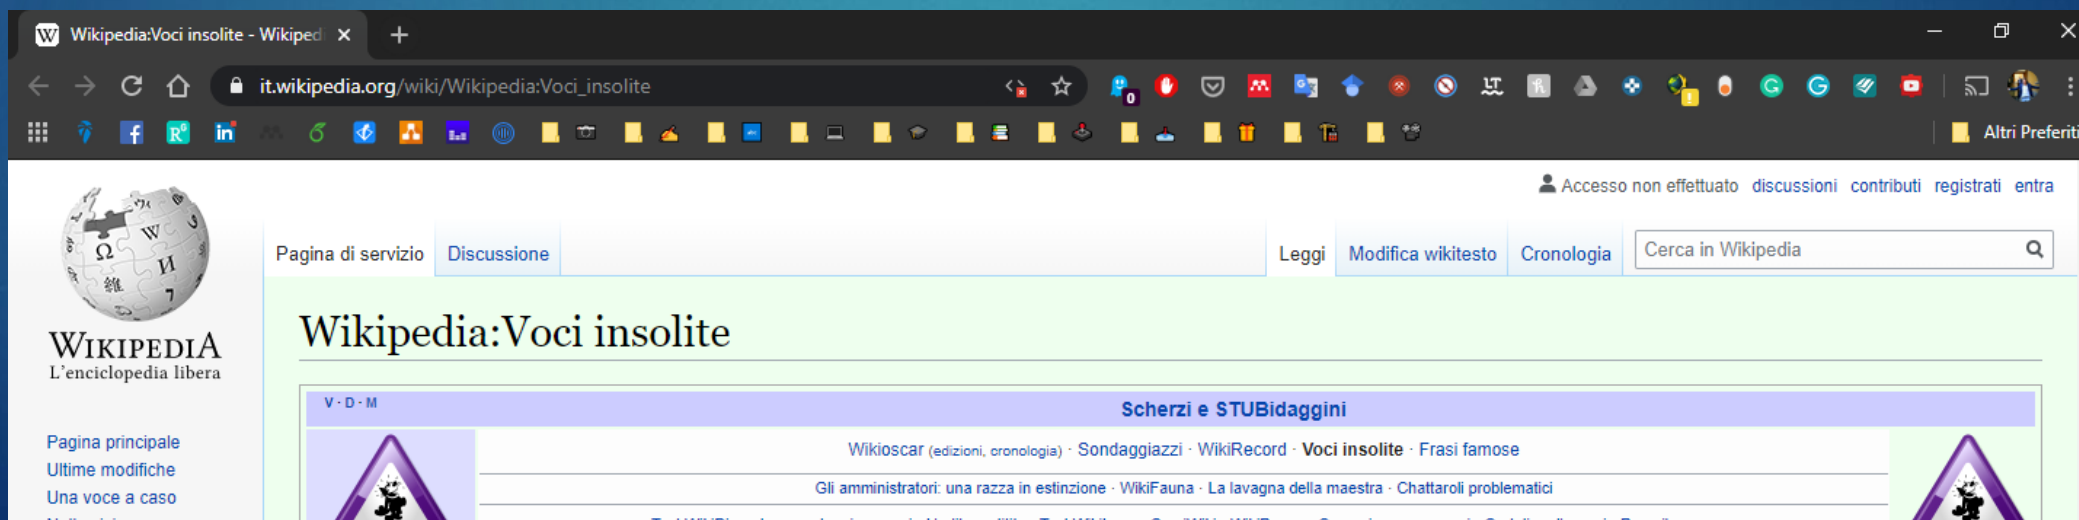 Wikipedia:Voci insolite - Wikiped
it.wikipedia.org/wiki/Wikipedia:Voci_insolite
0
Altri Preferiti
Accesso non effettuato discussioni contributi registrati entra
Pagina di servizio Discussione Leggi Modifica wikitesto Cronologia Cerca in Wikipedia
WIKIPEDIA
L'enciclopedia libera
Wikipedia:Voci insolite
V · D · M
Scherzi e STUBidaggini
Wikioscar (edizioni, cronologia) · Sondaggiazzi · WikiRecord · Voci insolite · Frasi famose
Gli amministratori: una razza in estinzione · WikiFauna · La lavagna della maestra · Chattaroli problematici
Pagina principale
Ultime modifiche
Una voce a caso